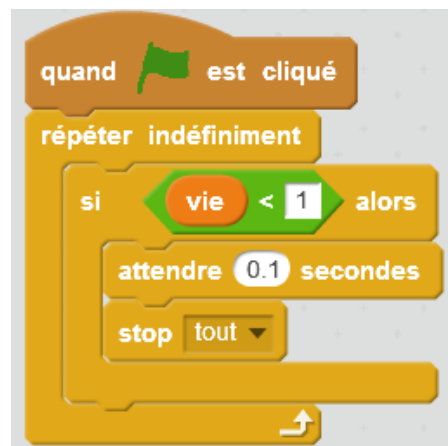 quand est cliqué
répéter indéfiniment
si vie < 1 alors
attendre 0.1 secondes
stop tout